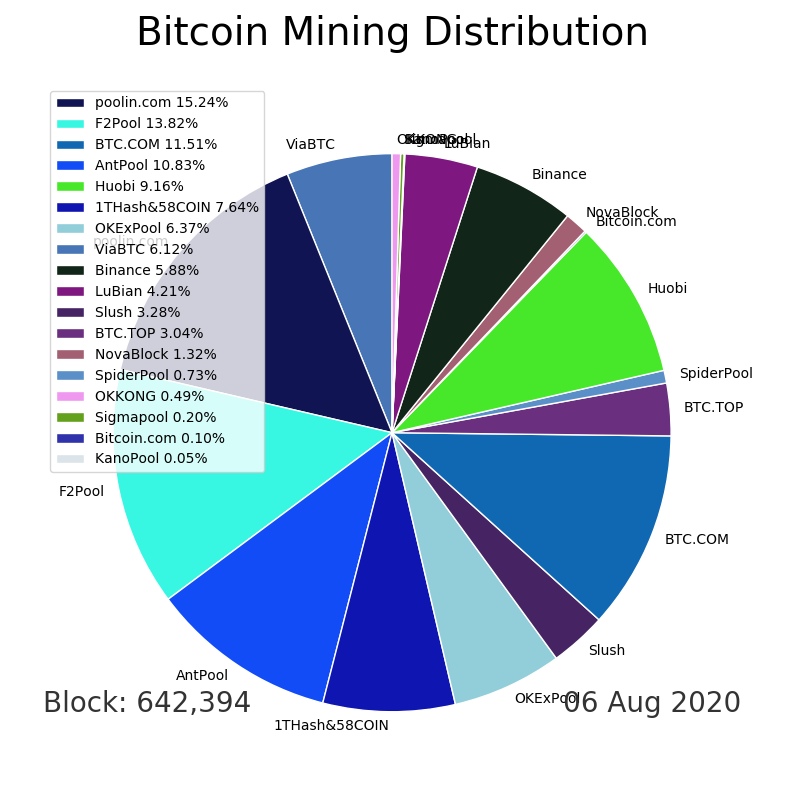 Bitcoin Mining Distribution
poolin.com 15.24%
F2Pool 13.82%
BTC.COM 11.51%
AntPool 10.83%
Huobi 9.16%
1THash&58COIN 7.64%
OKExPool 6.37%
ViaBTC 6.12%
Binance 5.88%
LuBian 4.21%
Slush 3.28%
BTC.TOP 3.04%
NovaBlock 1.32%
SpiderPool 0.73%
OKKONG 0.49%
Sigmapool 0.20%
Bitcoin.com 0.10%
KanoPool 0.05%
ViaBTC
LuBian
Binance
NovaBlock
Bitcoin.com
Huobi
SpiderPool
BTC.TOP
BTC.COM
Slush
OKExPool
1THash&58COIN
AntPool
F2Pool
poolin.com
Block: 642,394
06 Aug 2020